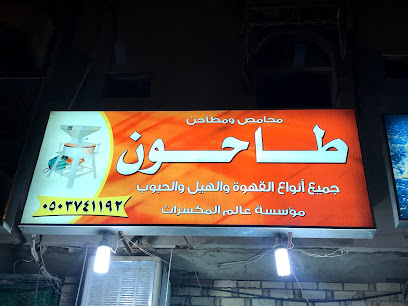 محامص ومطاحن
طاحون
جميع أنواع القهوة والهيل والحبوب
مؤسسة عالم المكسرات
٠٥٠٣٧٤١١٩٢